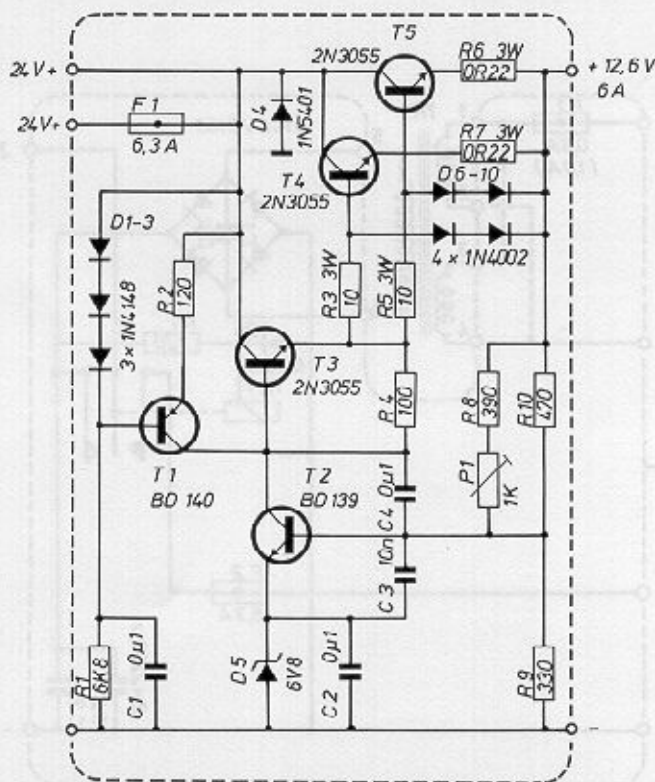 T5
2N3055
R6 3W
0R22
24V+
+ 12,6 V
6A
24V+
F1
6,3A
D4
1N5401
R7 3W
0R22
T4
2N3055
D6-10
4 × 1N4002
D1-3
3×1N4148
R2
120
R3 3W
10
R5 3W
10
T3
2N3055
R4
100
R8
390
R10
470
T1
BD 140
T2
BD139
P1
1K
C4 0µ1
C3 10n
R1
6K8
C1 0µ1
D5
6V8
C2 0µ1
R9
330
-